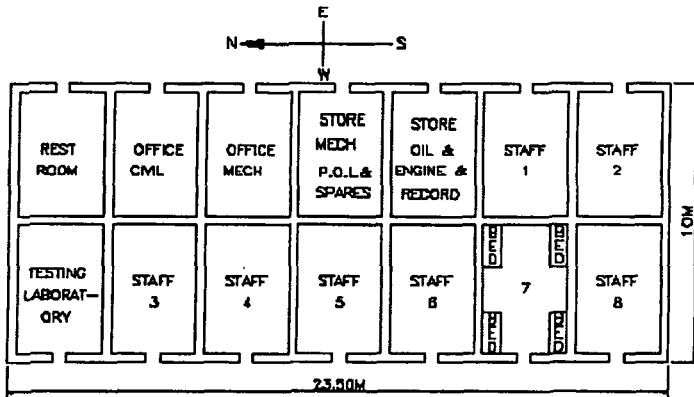 E
N S
W
REST
ROOM
OFFICE
CIVIL
OFFICE
MECH
STORE
MECH
P.O.L &
SPARES
STORE
OIL &
ENGINE &
RECORD
STAFF
1
STAFF
2
10M
TESTING
LABORAT-
ORY
STAFF
3
STAFF
4
STAFF
5
STAFF
6
BED
BED
7
BED
BED
STAFF
8
23.50M